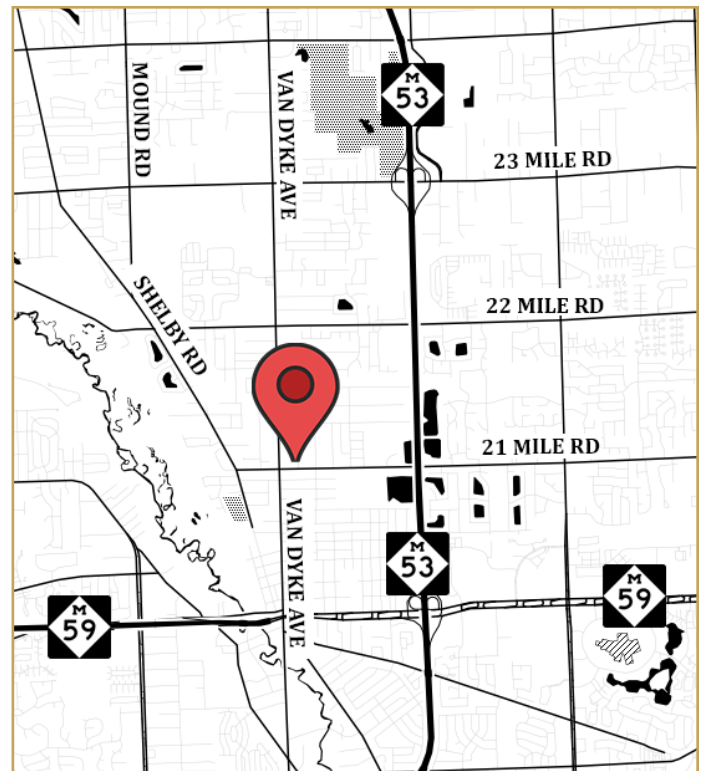 MOUND RD
VAN DYKE AVE
M
53
23 MILE RD
SHELBY RD
22 MILE RD
21 MILE RD
VAN DYKE AVE
M
53
M
59
M
59